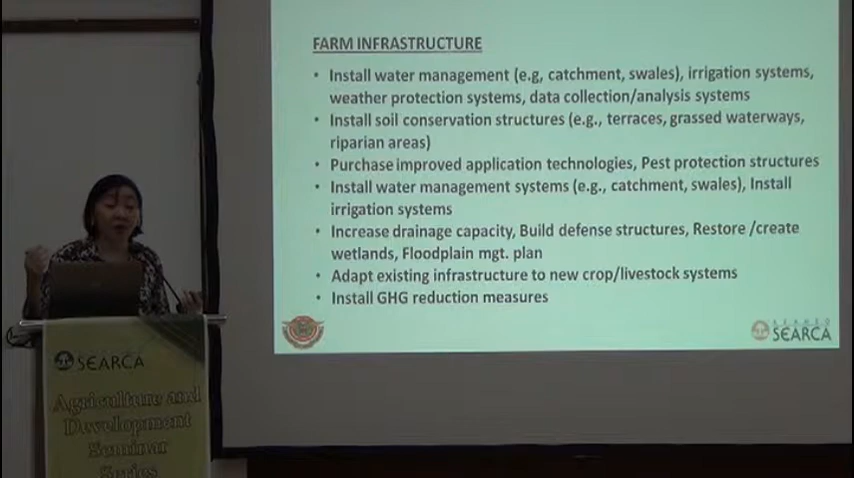 FARM INFRASTRUCTURE
• Install water management (e.g, catchment, swales), irrigation systems,
weather protection systems, data collection/analysis systems
• Install soil conservation structures (e.g., terraces, grassed waterways,
riparian areas)
• Purchase improved application technologies, Pest protection structures
• Install water management systems (e.g., catchment, swales), Install
irrigation systems
• Increase drainage capacity, Build defense structures, Restore /create
wetlands, Floodplain mgt. plan
• Adapt existing infrastructure to new crop/livestock systems
• Install GHG reduction measures
SEARCA
SEARCA
Agriculture and
Development
Seminar
Series